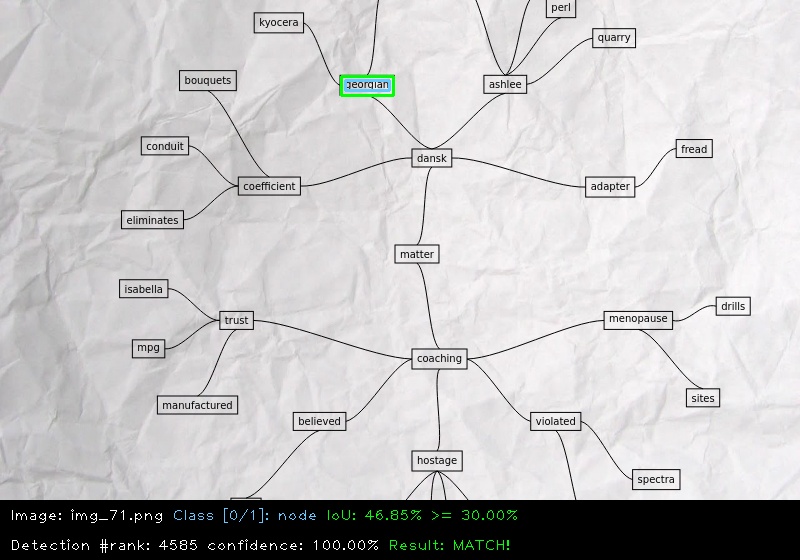 perl
kyocera
quarry
bouquets
georgian
ashlee
conduit
fread
dansk
coefficient
adapter
eliminates
matter
isabella
drills
trust
menopause
mpg
coaching
sites
manufactured
believed
violated
hostage
spectra
Image: img_71.png Class [0/1]: node IoU: 46.85% >= 30.00%
Detection #rank: 4585 confidence: 100.00% Result: MATCH!